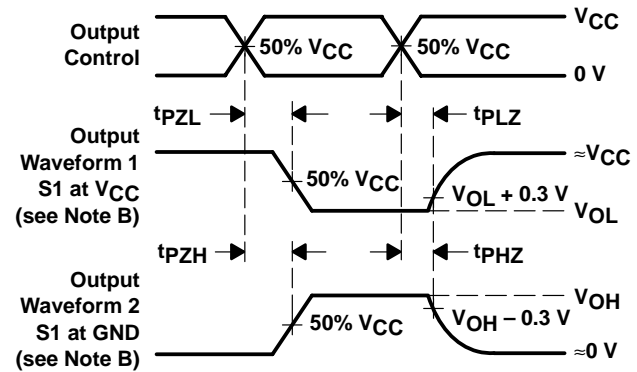 Output
Control
50% VCC
50% VCC
VCC
0 V
tPZL
tPLZ
Output
Waveform 1
S1 at VCC
(see Note B)
50% VCC
≈VCC
VOL + 0.3 V
VOL
tPZH
tPHZ
Output
Waveform 2
S1 at GND
(see Note B)
50% VCC
VOH
VOH – 0.3 V
≈0 V